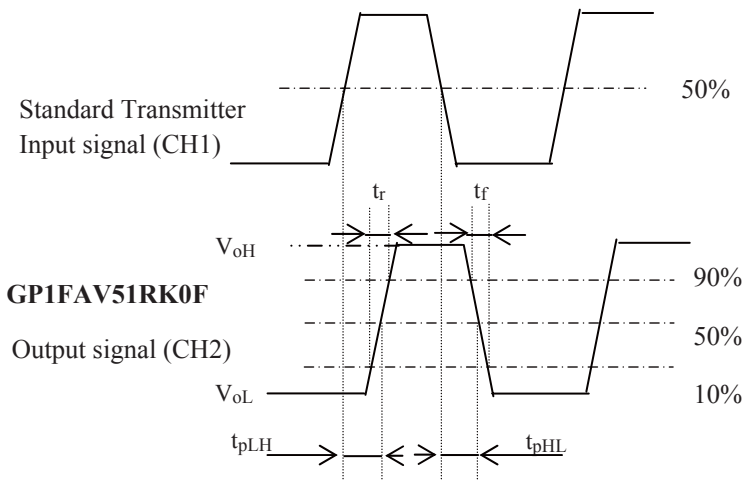 50%
Standard Transmitter
Input signal (CH1)
tr
tf
VoH
90%
GP1FAV51RK0F
50%
Output signal (CH2)
VoL
10%
tpLH
tpHL